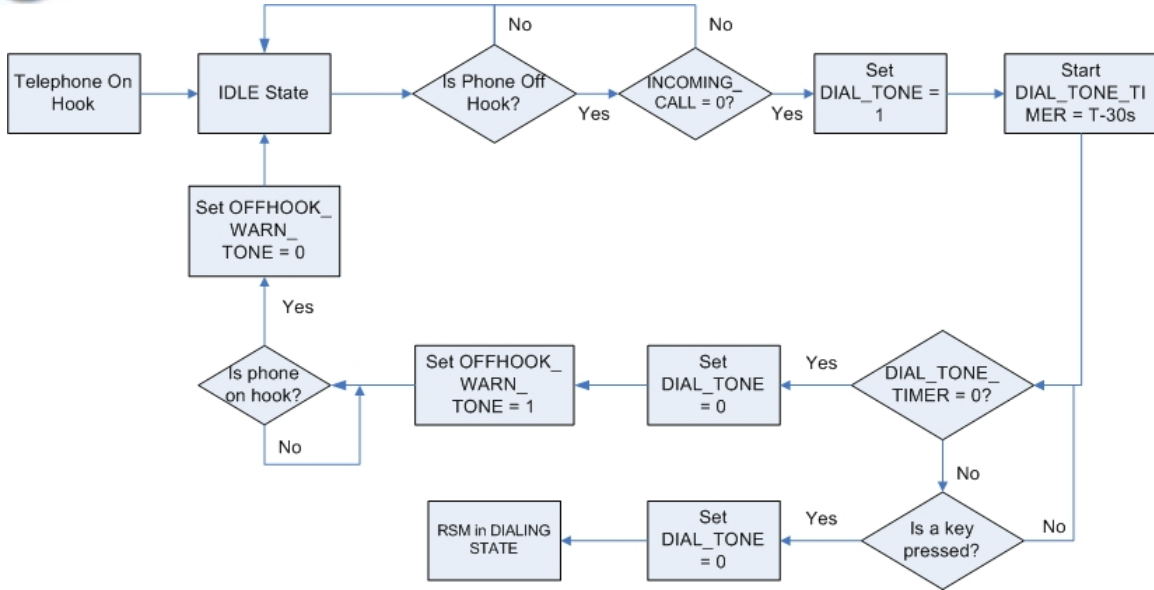 No
No
Telephone On
Hook
IDLE State
Is Phone Off
Hook?
Yes
INCOMING_
CALL = 0?
Yes
Set
DIAL_TONE =
1
Start
DIAL_TONE_TI
MER = T-30s
Set OFFHOOK_
WARN_
TONE = 0
Yes
Is phone
on hook?
No
Set OFFHOOK_
WARN_
TONE = 1
Set
DIAL_TONE
= 0
Yes
DIAL_TONE_
TIMER = 0?
No
RSM in DIALING
STATE
Set
DIAL_TONE
= 0
Yes
Is a key
pressed?
No